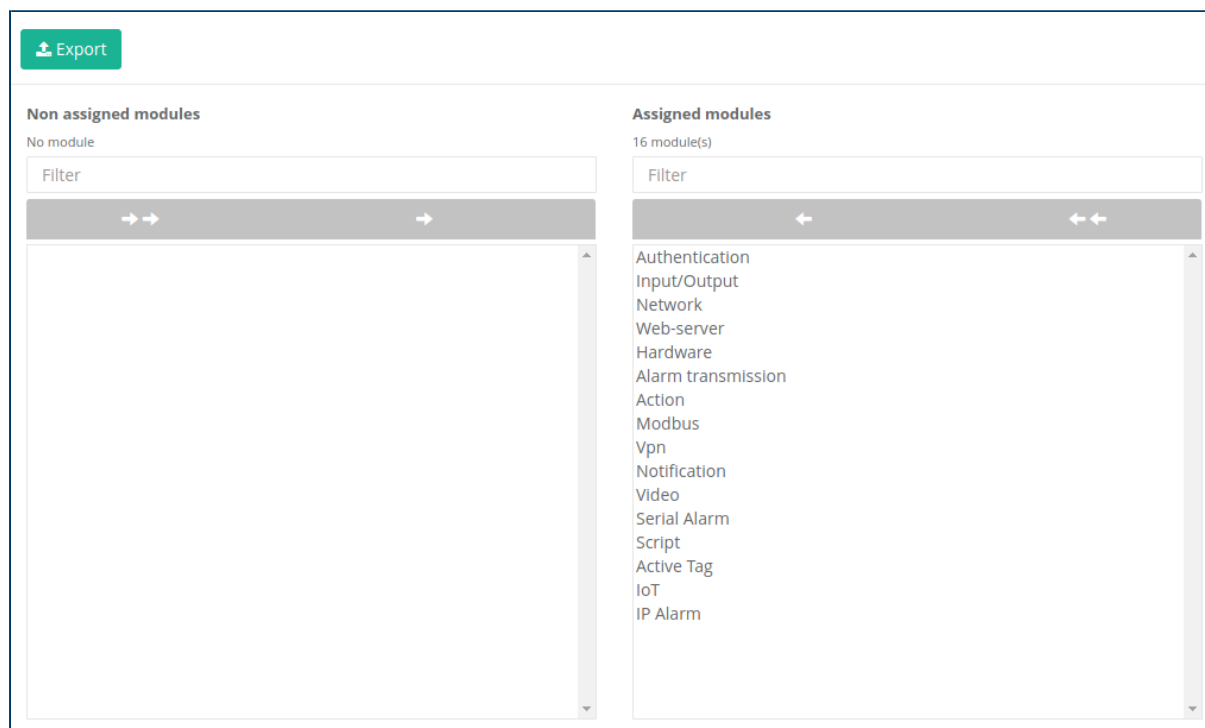 Export
Non assigned modules
No module
Filter
Assigned modules
16 module(s)
Filter
Authentication
Input/Output
Network
Web-server
Hardware
Alarm transmission
Action
Modbus
Vpn
Notification
Video
Serial Alarm
Script
Active Tag
IoT
IP Alarm